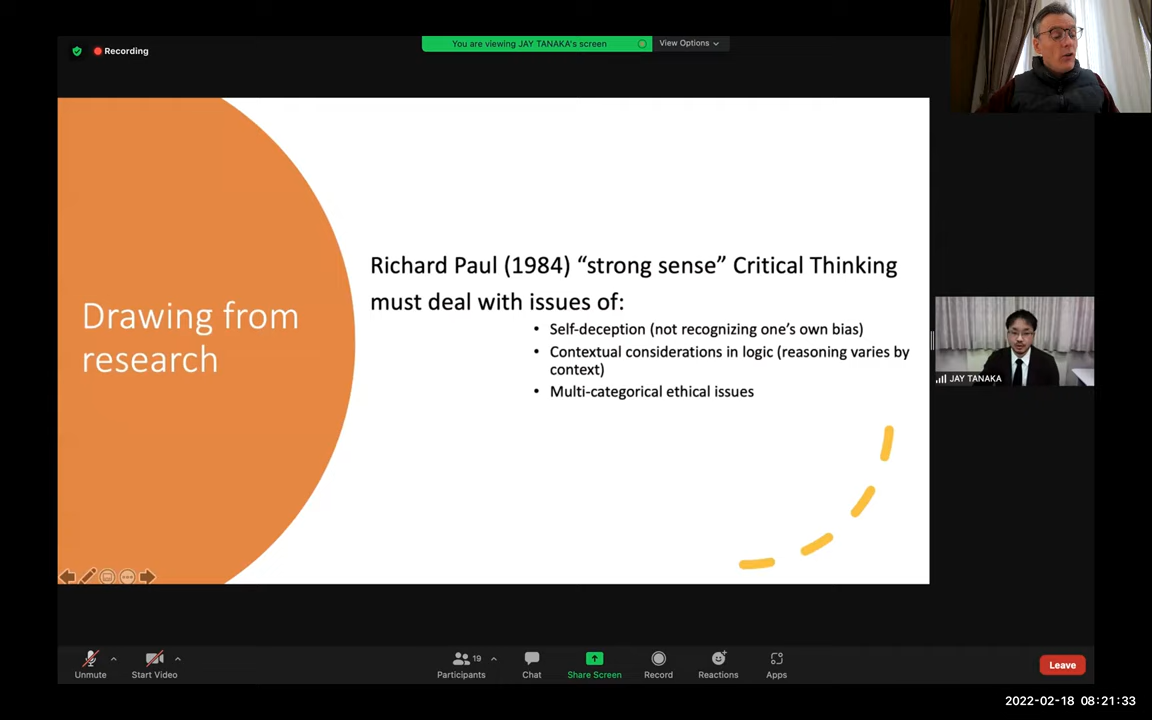 Recording
You are viewing JAY TANAKA's screen
View Options
Drawing from
research
Richard Paul (1984) “strong sense” Critical Thinking
must deal with issues of:
• Self-deception (not recognizing one’s own bias)
• Contextual considerations in logic (reasoning varies by
context)
• Multi-categorical ethical issues
JAY TANAKA
Unmute
Start Video
19
Participants
Chat
Share Screen
Record
Reactions
Apps
Leave
2022-02-18 08:21:33